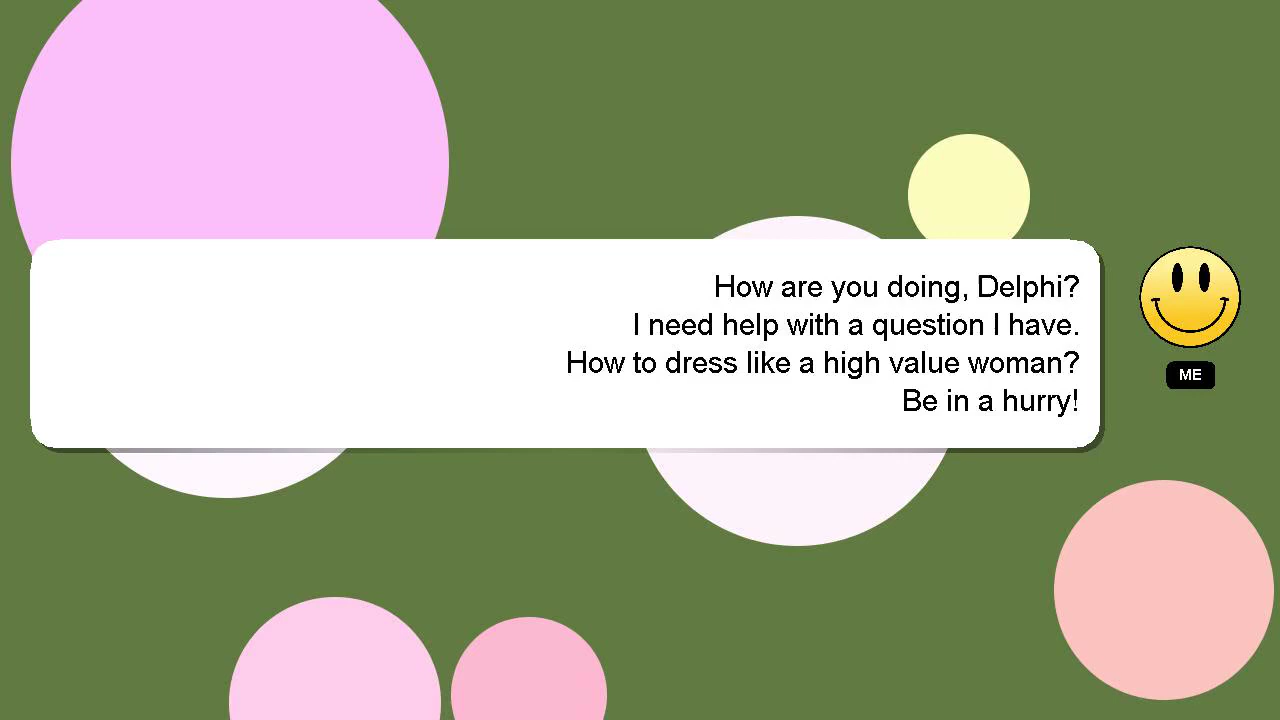 How are you doing, Delphi?
I need help with a question I have.
How to dress like a high value woman?
Be in a hurry!
ME